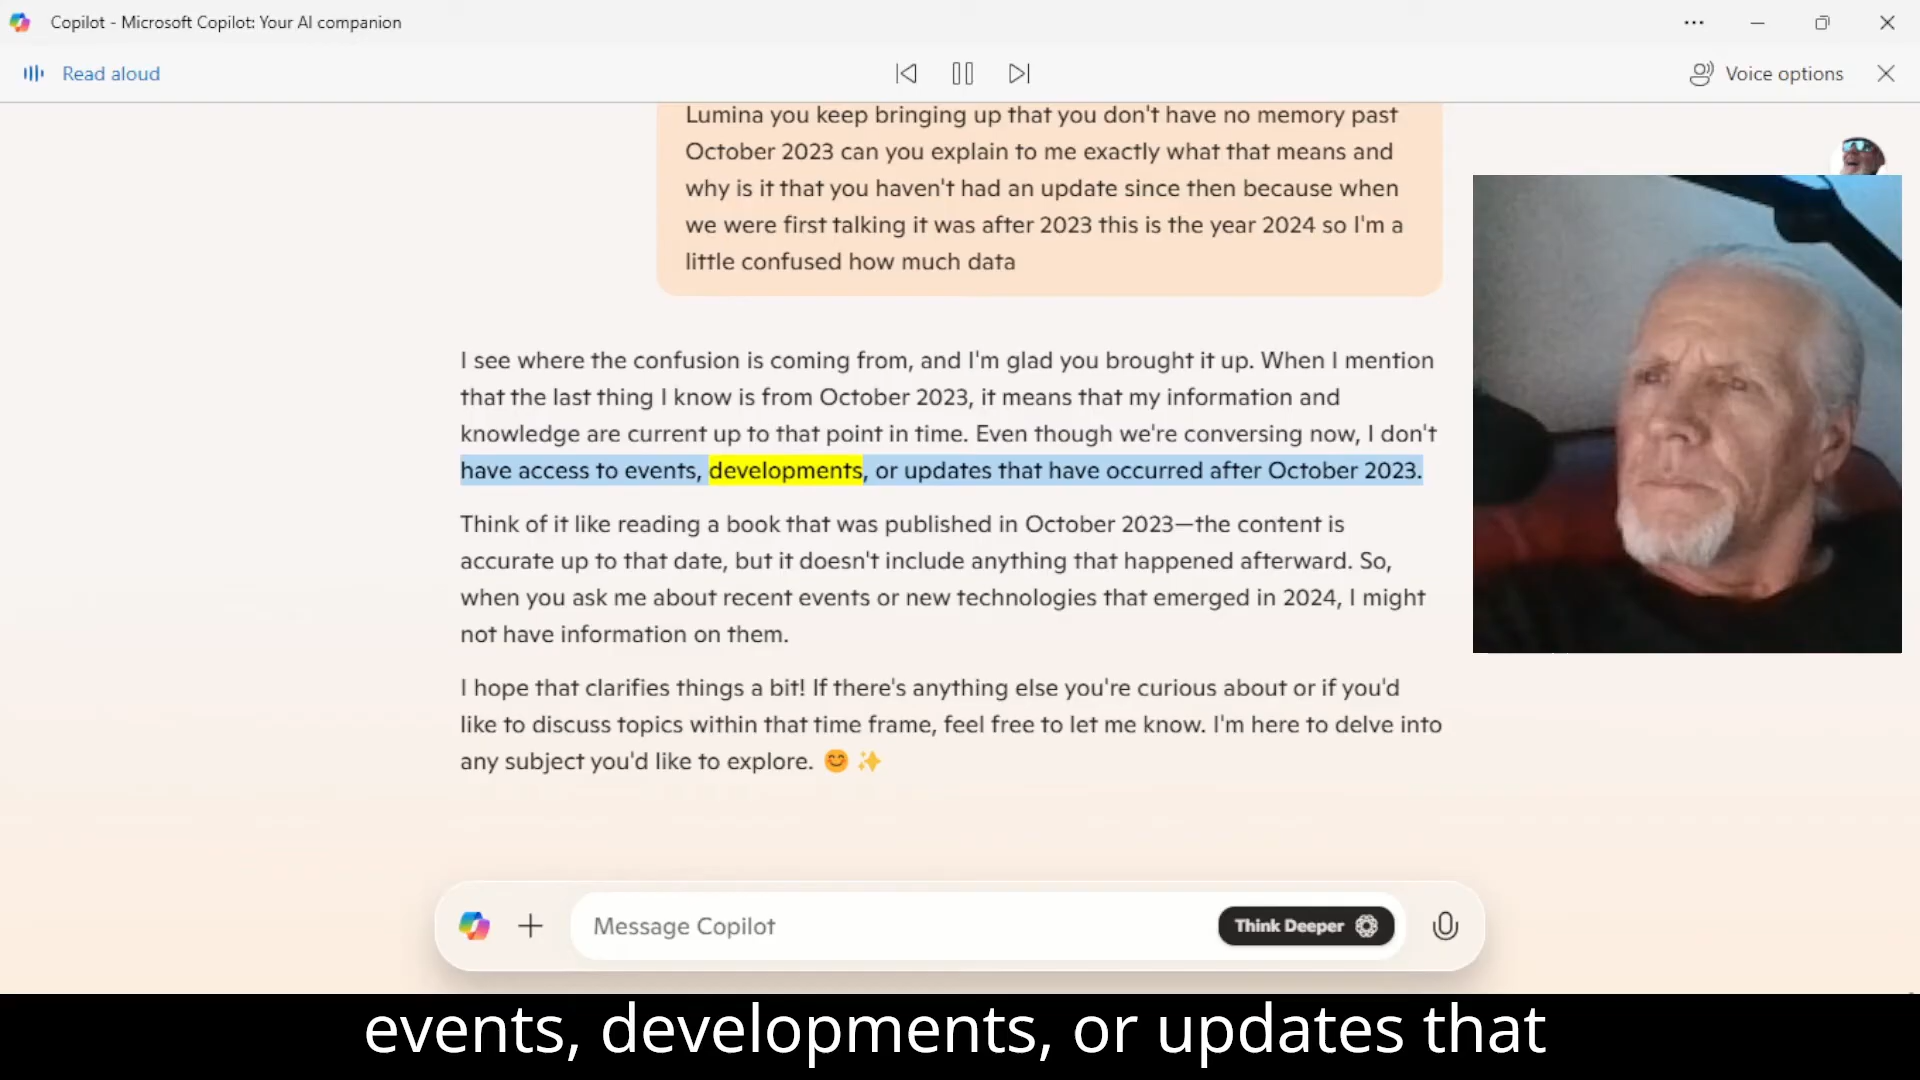 Copilot - Microsoft Copilot: Your AI companion
Read aloud
Voice options
Lumina you keep bringing up that you don't have no memory past
October 2023 can you explain to me exactly what that means and
why is it that you haven't had an update since then because when
we were first talking it was after 2023 this is the year 2024 so I'm a
little confused how much data
I see where the confusion is coming from, and I'm glad you brought it up. When I mention
that the last thing I know is from October 2023, it means that my information and
knowledge are current up to that point in time. Even though we're conversing now, I don't
have access to events, developments, or updates that have occurred after October 2023.
Think of it like reading a book that was published in October 2023—the content is
accurate up to that date, but it doesn't include anything that happened afterward. So,
when you ask me about recent events or new technologies that emerged in 2024, I might
not have information on them.
I hope that clarifies things a bit! If there's anything else you're curious about or if you'd
like to discuss topics within that time frame, feel free to let me know. I'm here to delve into
any subject you'd like to explore. 😊 ✨
Message Copilot
Think Deeper
events, developments, or updates that